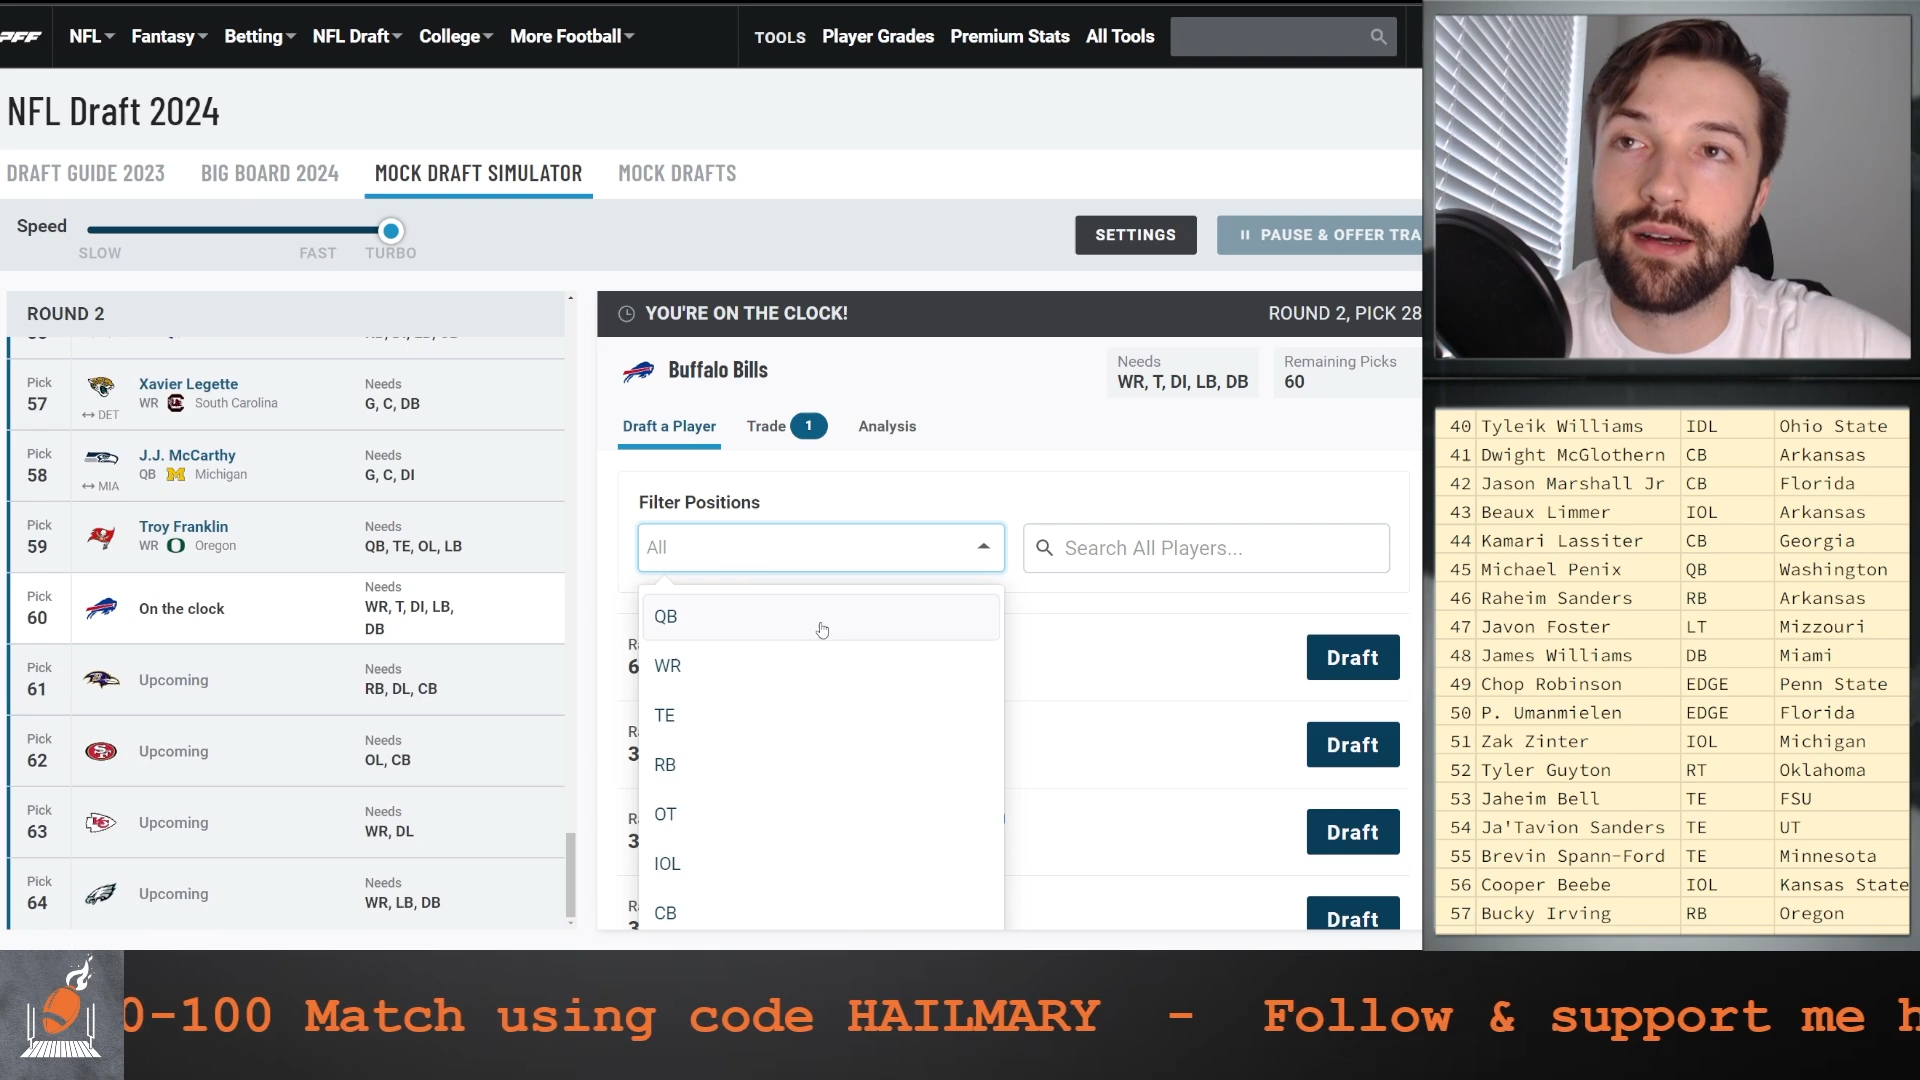 PFF
NFL
Fantasy
Betting
NFL Draft
College
More Football
TOOLS
Player Grades
Premium Stats
All Tools
NFL Draft 2024
DRAFT GUIDE 2023
BIG BOARD 2024
MOCK DRAFT SIMULATOR
MOCK DRAFTS
Speed
SLOW
FAST
TURBO
SETTINGS
PAUSE & OFFER TRA
ROUND 2
Pick
57
↔ DET
Xavier Legette
WR South Carolina
Needs
G, C, DB
Pick
58
↔ MIA
J.J. McCarthy
QB Michigan
Needs
G, C, DI
Pick
59
Troy Franklin
WR Oregon
Needs
QB, TE, OL, LB
Pick
60
On the clock
Needs
WR, T, DI, LB,
DB
Pick
61
Upcoming
Needs
RB, DL, CB
Pick
62
Upcoming
Needs
OL, CB
Pick
63
Upcoming
Needs
WR, DL
Pick
64
Upcoming
Needs
WR, LB, DB
YOU'RE ON THE CLOCK!
ROUND 2, PICK 28
Buffalo Bills
Needs
WR, T, DI, LB, DB
Remaining Picks
60
Draft a Player
Trade 1
Analysis
Filter Positions
All
Search All Players...
QB
WR
TE
RB
OT
IOL
CB
Draft
Draft
Draft
Draft
40 Tyleik Williams IDL Ohio State
41 Dwight McGlothern CB Arkansas
42 Jason Marshall Jr CB Florida
43 Beaux Limmer IOL Arkansas
44 Kamari Lassiter CB Georgia
45 Michael Penix QB Washington
46 Raheim Sanders RB Arkansas
47 Javon Foster LT Mizzouri
48 James Williams DB Miami
49 Chop Robinson EDGE Penn State
50 P. Umanmielen EDGE Florida
51 Zak Zinter IOL Michigan
52 Tyler Guyton RT Oklahoma
53 Jaheim Bell TE FSU
54 Ja'Tavion Sanders TE UT
55 Brevin Spann-Ford TE Minnesota
56 Cooper Beebe IOL Kansas State
57 Bucky Irving RB Oregon
0-100 Match using code HAILMARY - Follow & support me h